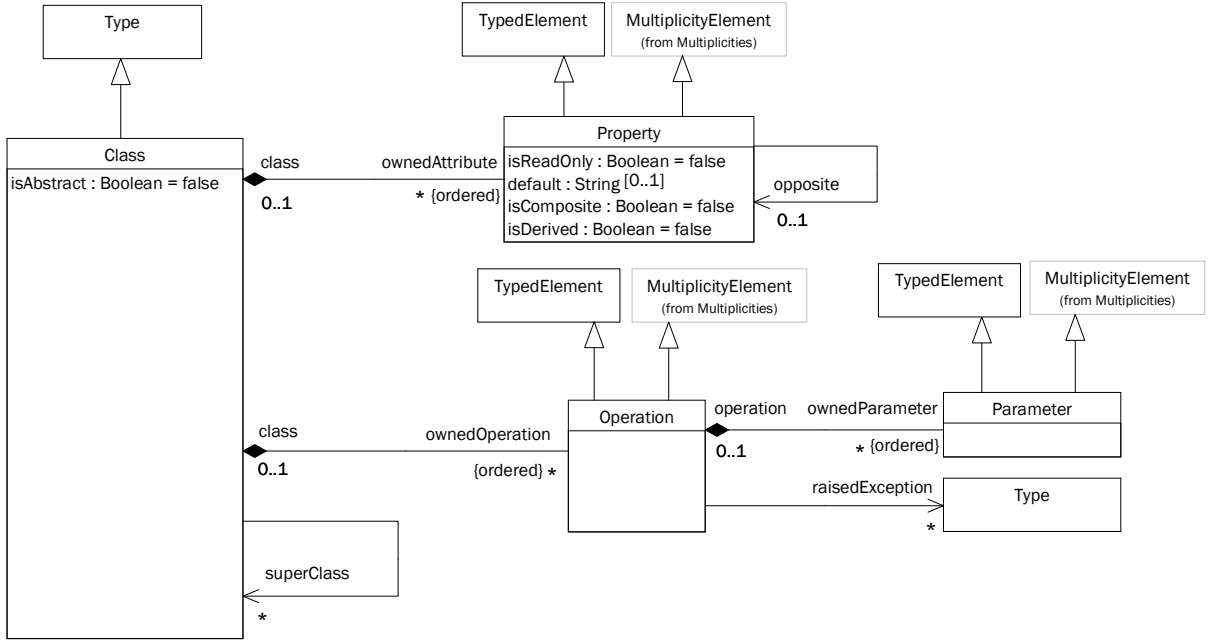 Type
TypedElement
MultiplicityElement
(from Multiplicities)
Class
isAbstract : Boolean = false
class
0..1
ownedAttribute
* {ordered}
Property
isReadOnly : Boolean = false
default : String [0..1]
isComposite : Boolean = false
isDerived : Boolean = false
opposite
0..1
TypedElement
MultiplicityElement
(from Multiplicities)
TypedElement
MultiplicityElement
(from Multiplicities)
class
0..1
ownedOperation
{ordered} *
Operation
operation
0..1
ownedParameter
* {ordered}
Parameter
raisedException
*
Type
superClass
*